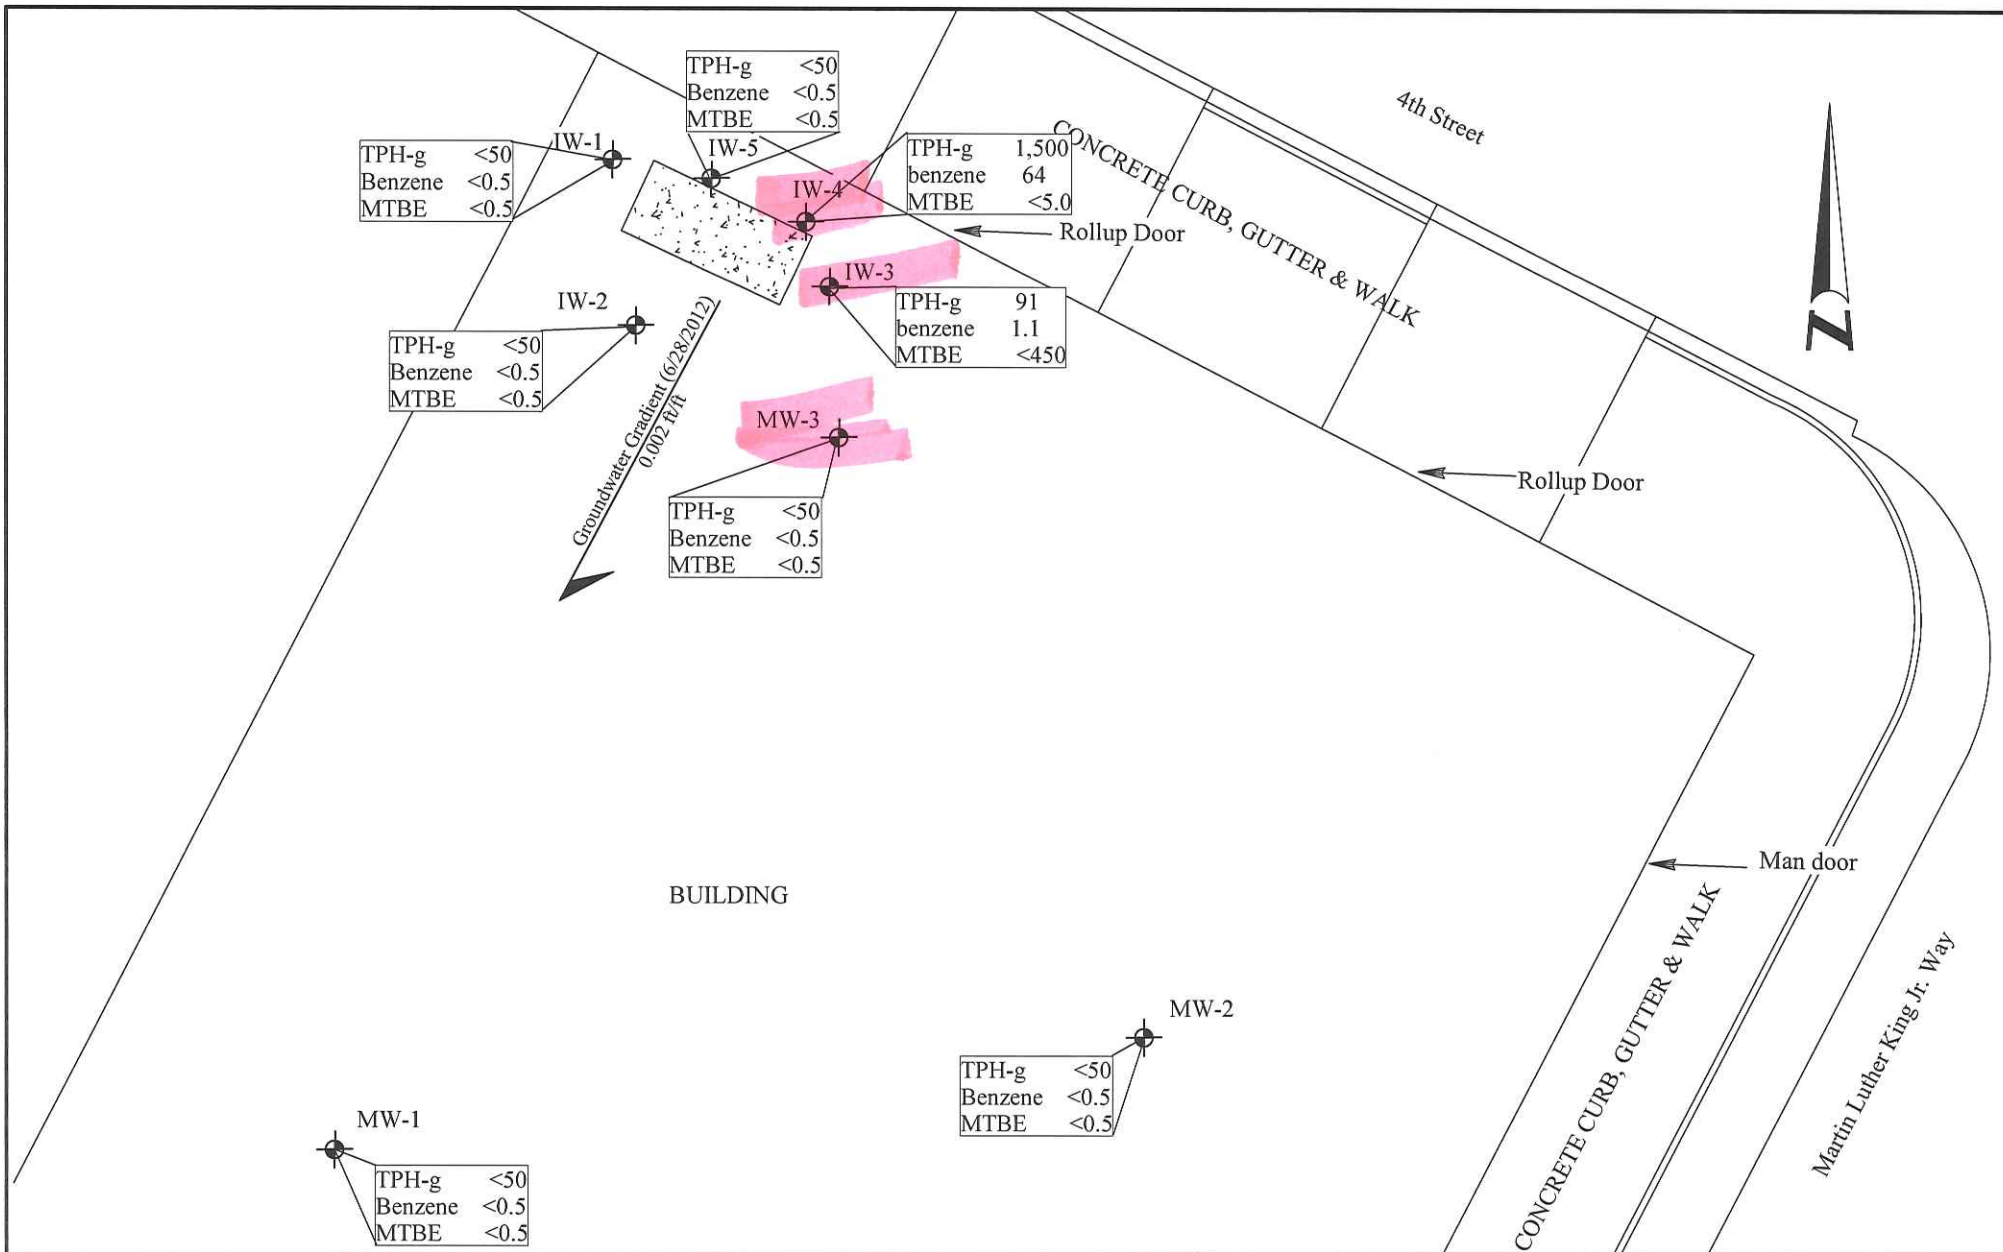 4th Street
CONCRETE CURB, GUTTER & WALK
Rollup Door
Rollup Door
IW-5
TPH-g <50
Benzene <0.5
MTBE <0.5
IW-1
TPH-g <50
Benzene <0.5
MTBE <0.5
IW-4
TPH-g 1,500
benzene 64
MTBE <5.0
IW-3
TPH-g 91
benzene 1.1
MTBE <450
IW-2
TPH-g <50
Benzene <0.5
MTBE <0.5
Groundwater Gradient (6/28/2012)
0.002 ft/ft
MW-3
TPH-g <50
Benzene <0.5
MTBE <0.5
N
Man door
BUILDING
CONCRETE CURB, GUTTER & WALK
Martin Luther King Jr. Way
MW-2
TPH-g <50
Benzene <0.5
MTBE <0.5
MW-1
TPH-g <50
Benzene <0.5
MTBE <0.5